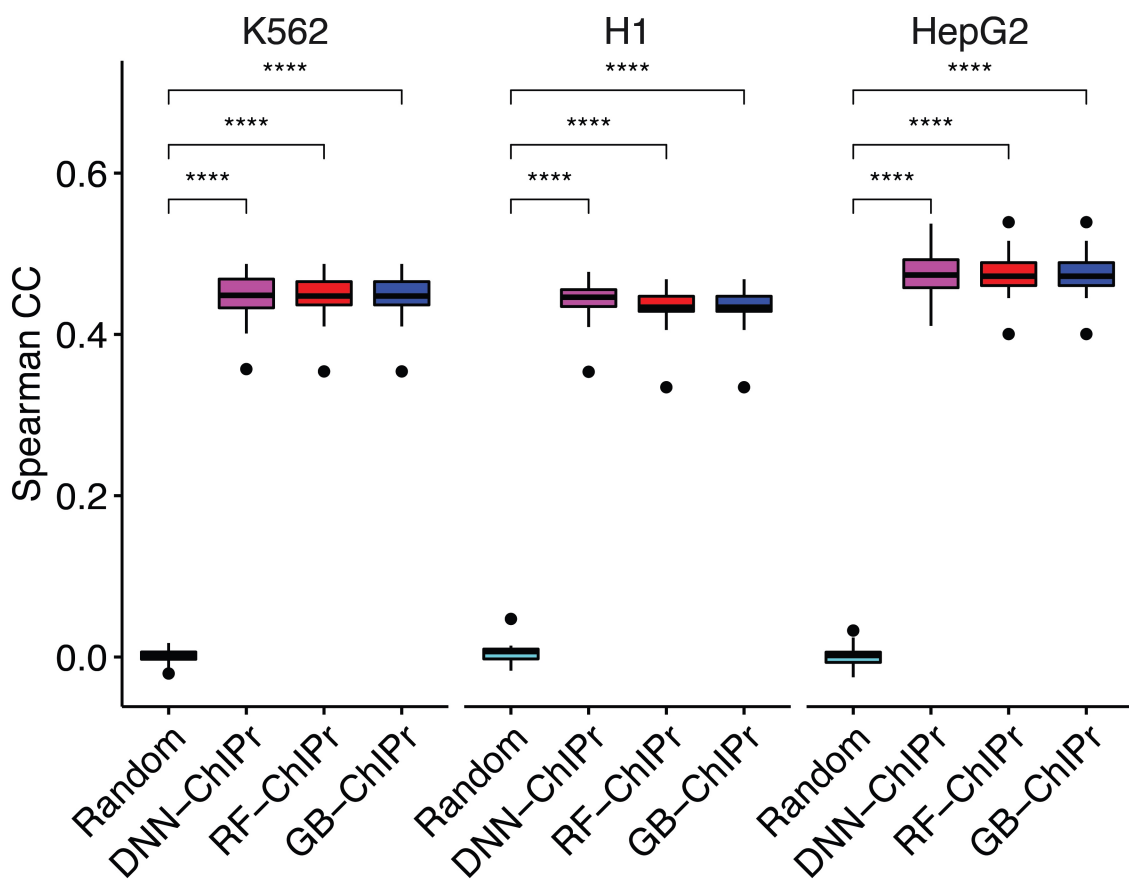 K562 H1 HepG2
**** **** ****
**** **** ****
**** **** ****
Spearman CC
0.6
0.4
0.2
0.0
Random DNN–ChIPr RF–ChIPr GB–ChIPr Random DNN–ChIPr RF–ChIPr GB–ChIPr Random DNN–ChIPr RF–ChIPr GB–ChIPr